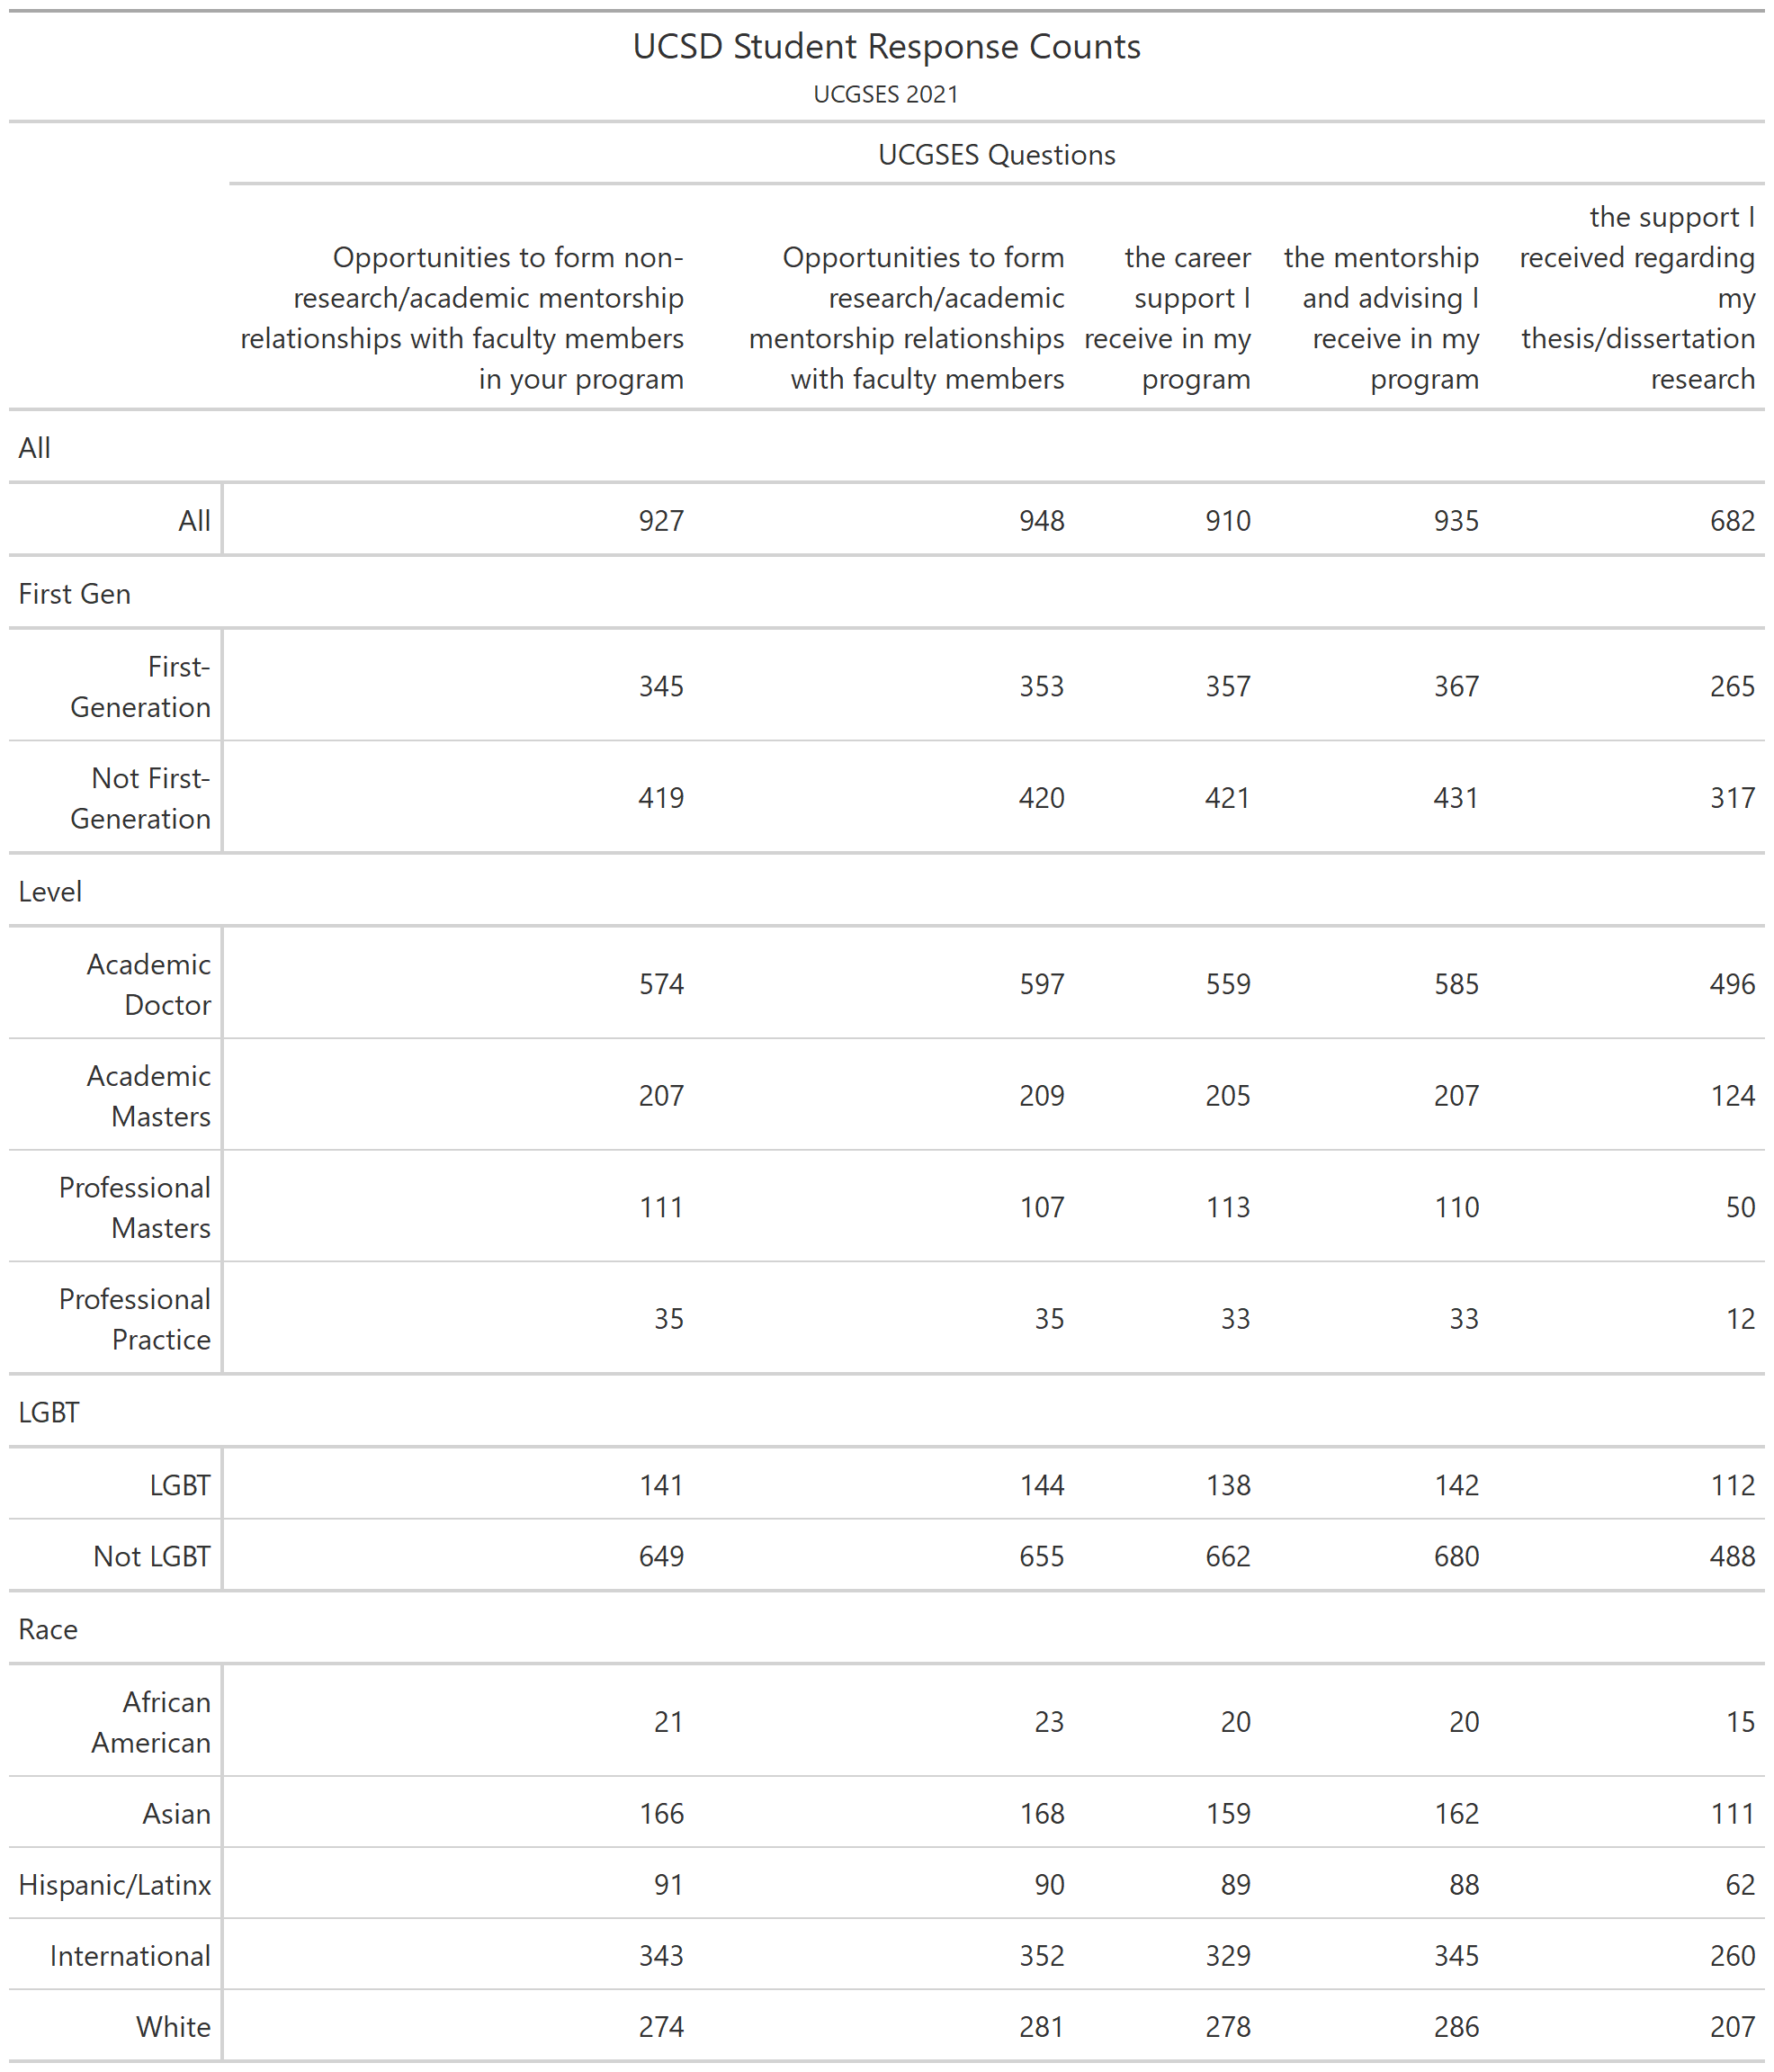 UCSD Student Response Counts
UCGSES 2021
UCGSES Questions
Opportunities to form non-
research/academic mentorship
relationships with faculty members
in your program
Opportunities to form
research/academic
mentorship relationships
with faculty members
the career
support I
receive in my
program
the mentorship
and advising I
receive in my
program
the support I
received regarding
my
thesis/dissertation
research
All
All 927 948 910 935 682
First Gen
First-
Generation
345 353 357 367 265
Not First-
Generation
419 420 421 431 317
Level
Academic
Doctor
574 597 559 585 496
Academic
Masters
207 209 205 207 124
Professional
Masters
111 107 113 110 50
Professional
Practice
35 35 33 33 12
LGBT
LGBT 141 144 138 142 112
Not LGBT 649 655 662 680 488
Race
African
American
21 23 20 20 15
Asian 166 168 159 162 111
Hispanic/Latinx 91 90 89 88 62
International 343 352 329 345 260
White 274 281 278 286 207